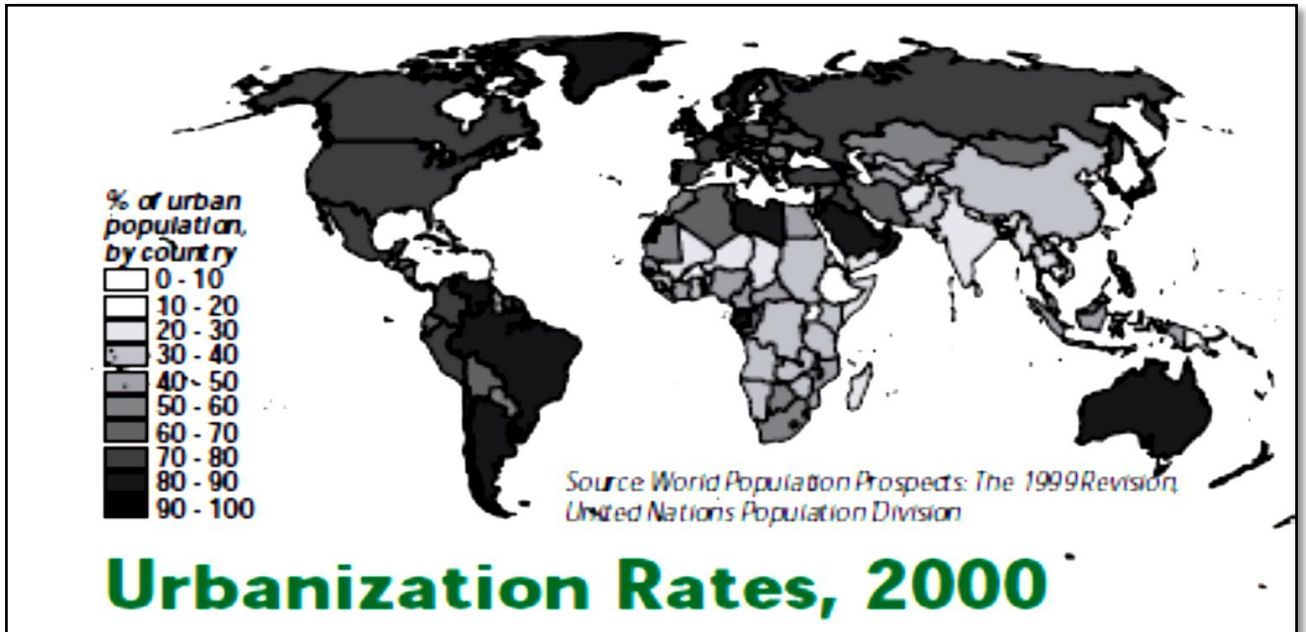 % of urban
population,
by country
0 - 10
10 - 20
20 - 30
30 - 40
40 - 50
50 - 60
60 - 70
70 - 80
80 - 90
90 - 100
Source World Population Prospects: The 1999 Revision,
United Nations Population Division
Urbanization Rates, 2000